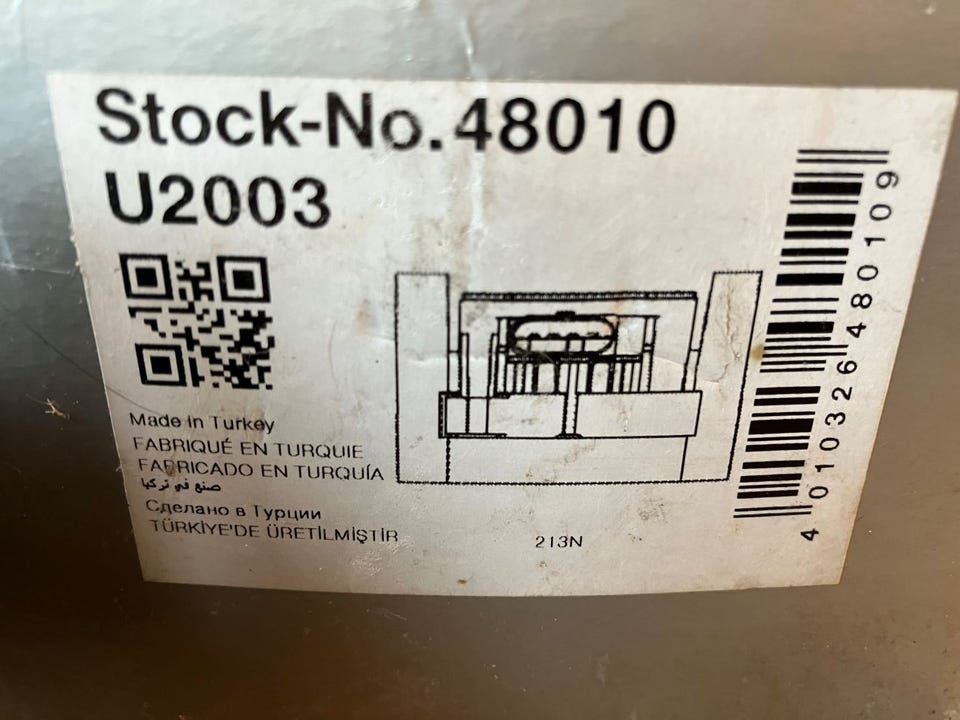 Stock-No. 48010
U2003
Made in Turkey
FABRIQUÉ EN TURQUIE
FABRICADO EN TURQUÍA
صنع في تركيا
Сделано в Турции
TÜRKİYE'DE ÜRETİLMİŞTİR
213N
4 010326 480109